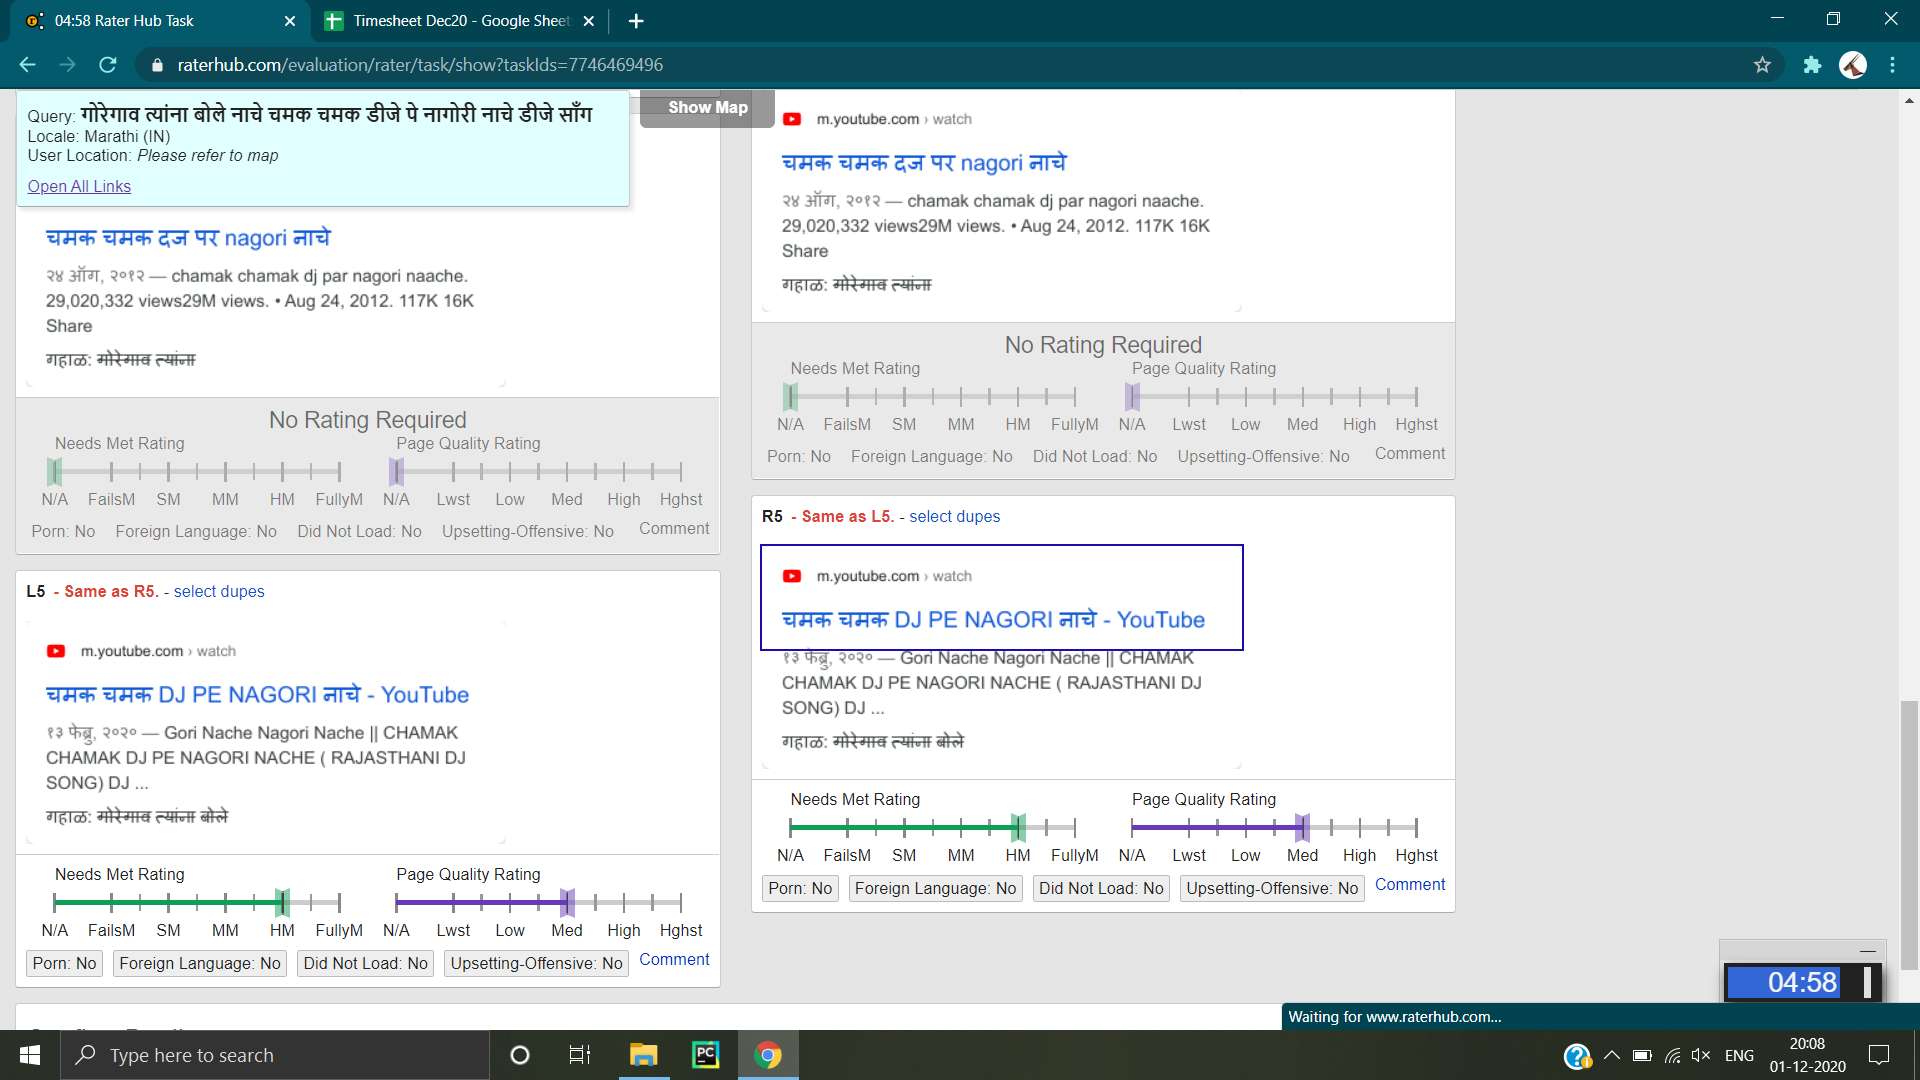 04:58 Rater Hub Task
Timesheet Dec20 - Google Sheet
raterhub.com/evaluation/rater/task/show?taskIds=7746469496
Query: गोरेगाव त्यांना बोले नाचे चमक चमक डीजे पे नागोरी नाचे डीजे साँग
Locale: Marathi (IN)
User Location: Please refer to map
Open All Links
Show Map
चमक चमक दज पर nagori नाचे
२४ ऑग, २०१२ — chamak chamak dj par nagori naache.
29,020,332 views29M views. • Aug 24, 2012. 117K 16K
Share
गहाळ: गोरेगाव त्यांना
No Rating Required
Needs Met Rating
Page Quality Rating
N/A FailsM SM MM HM FullyM N/A Lwst Low Med High Hghst
Porn: No Foreign Language: No Did Not Load: No Upsetting-Offensive: No Comment
L5 - Same as R5. - select dupes
m.youtube.com › watch
चमक चमक DJ PE NAGORI नाचे - YouTube
१३ फेब्रु, २०२० — Gori Nache Nagori Nache || CHAMAK
CHAMAK DJ PE NAGORI NACHE ( RAJASTHANI DJ
SONG) DJ ...
गहाळ: गोरेगाव त्यांना बोले
Needs Met Rating
Page Quality Rating
N/A FailsM SM MM HM FullyM N/A Lwst Low Med High Hghst
Porn: No Foreign Language: No Did Not Load: No Upsetting-Offensive: No Comment
m.youtube.com › watch
चमक चमक दज पर nagori नाचे
२४ ऑग, २०१२ — chamak chamak dj par nagori naache.
29,020,332 views29M views. • Aug 24, 2012. 117K 16K
Share
गहाळ: गोरेगाव त्यांना
No Rating Required
Needs Met Rating
Page Quality Rating
N/A FailsM SM MM HM FullyM N/A Lwst Low Med High Hghst
Porn: No Foreign Language: No Did Not Load: No Upsetting-Offensive: No Comment
R5 - Same as L5. - select dupes
m.youtube.com › watch
चमक चमक DJ PE NAGORI नाचे - YouTube
१३ फेब्रु, २०२० — Gori Nache Nagori Nache || CHAMAK
CHAMAK DJ PE NAGORI NACHE ( RAJASTHANI DJ
SONG) DJ ...
गहाळ: गोरेगाव त्यांना बोले
Needs Met Rating
Page Quality Rating
N/A FailsM SM MM HM FullyM N/A Lwst Low Med High Hghst
Porn: No Foreign Language: No Did Not Load: No Upsetting-Offensive: No Comment
04:58
Waiting for www.raterhub.com...
Type here to search
PC
ENG
20:08
01-12-2020